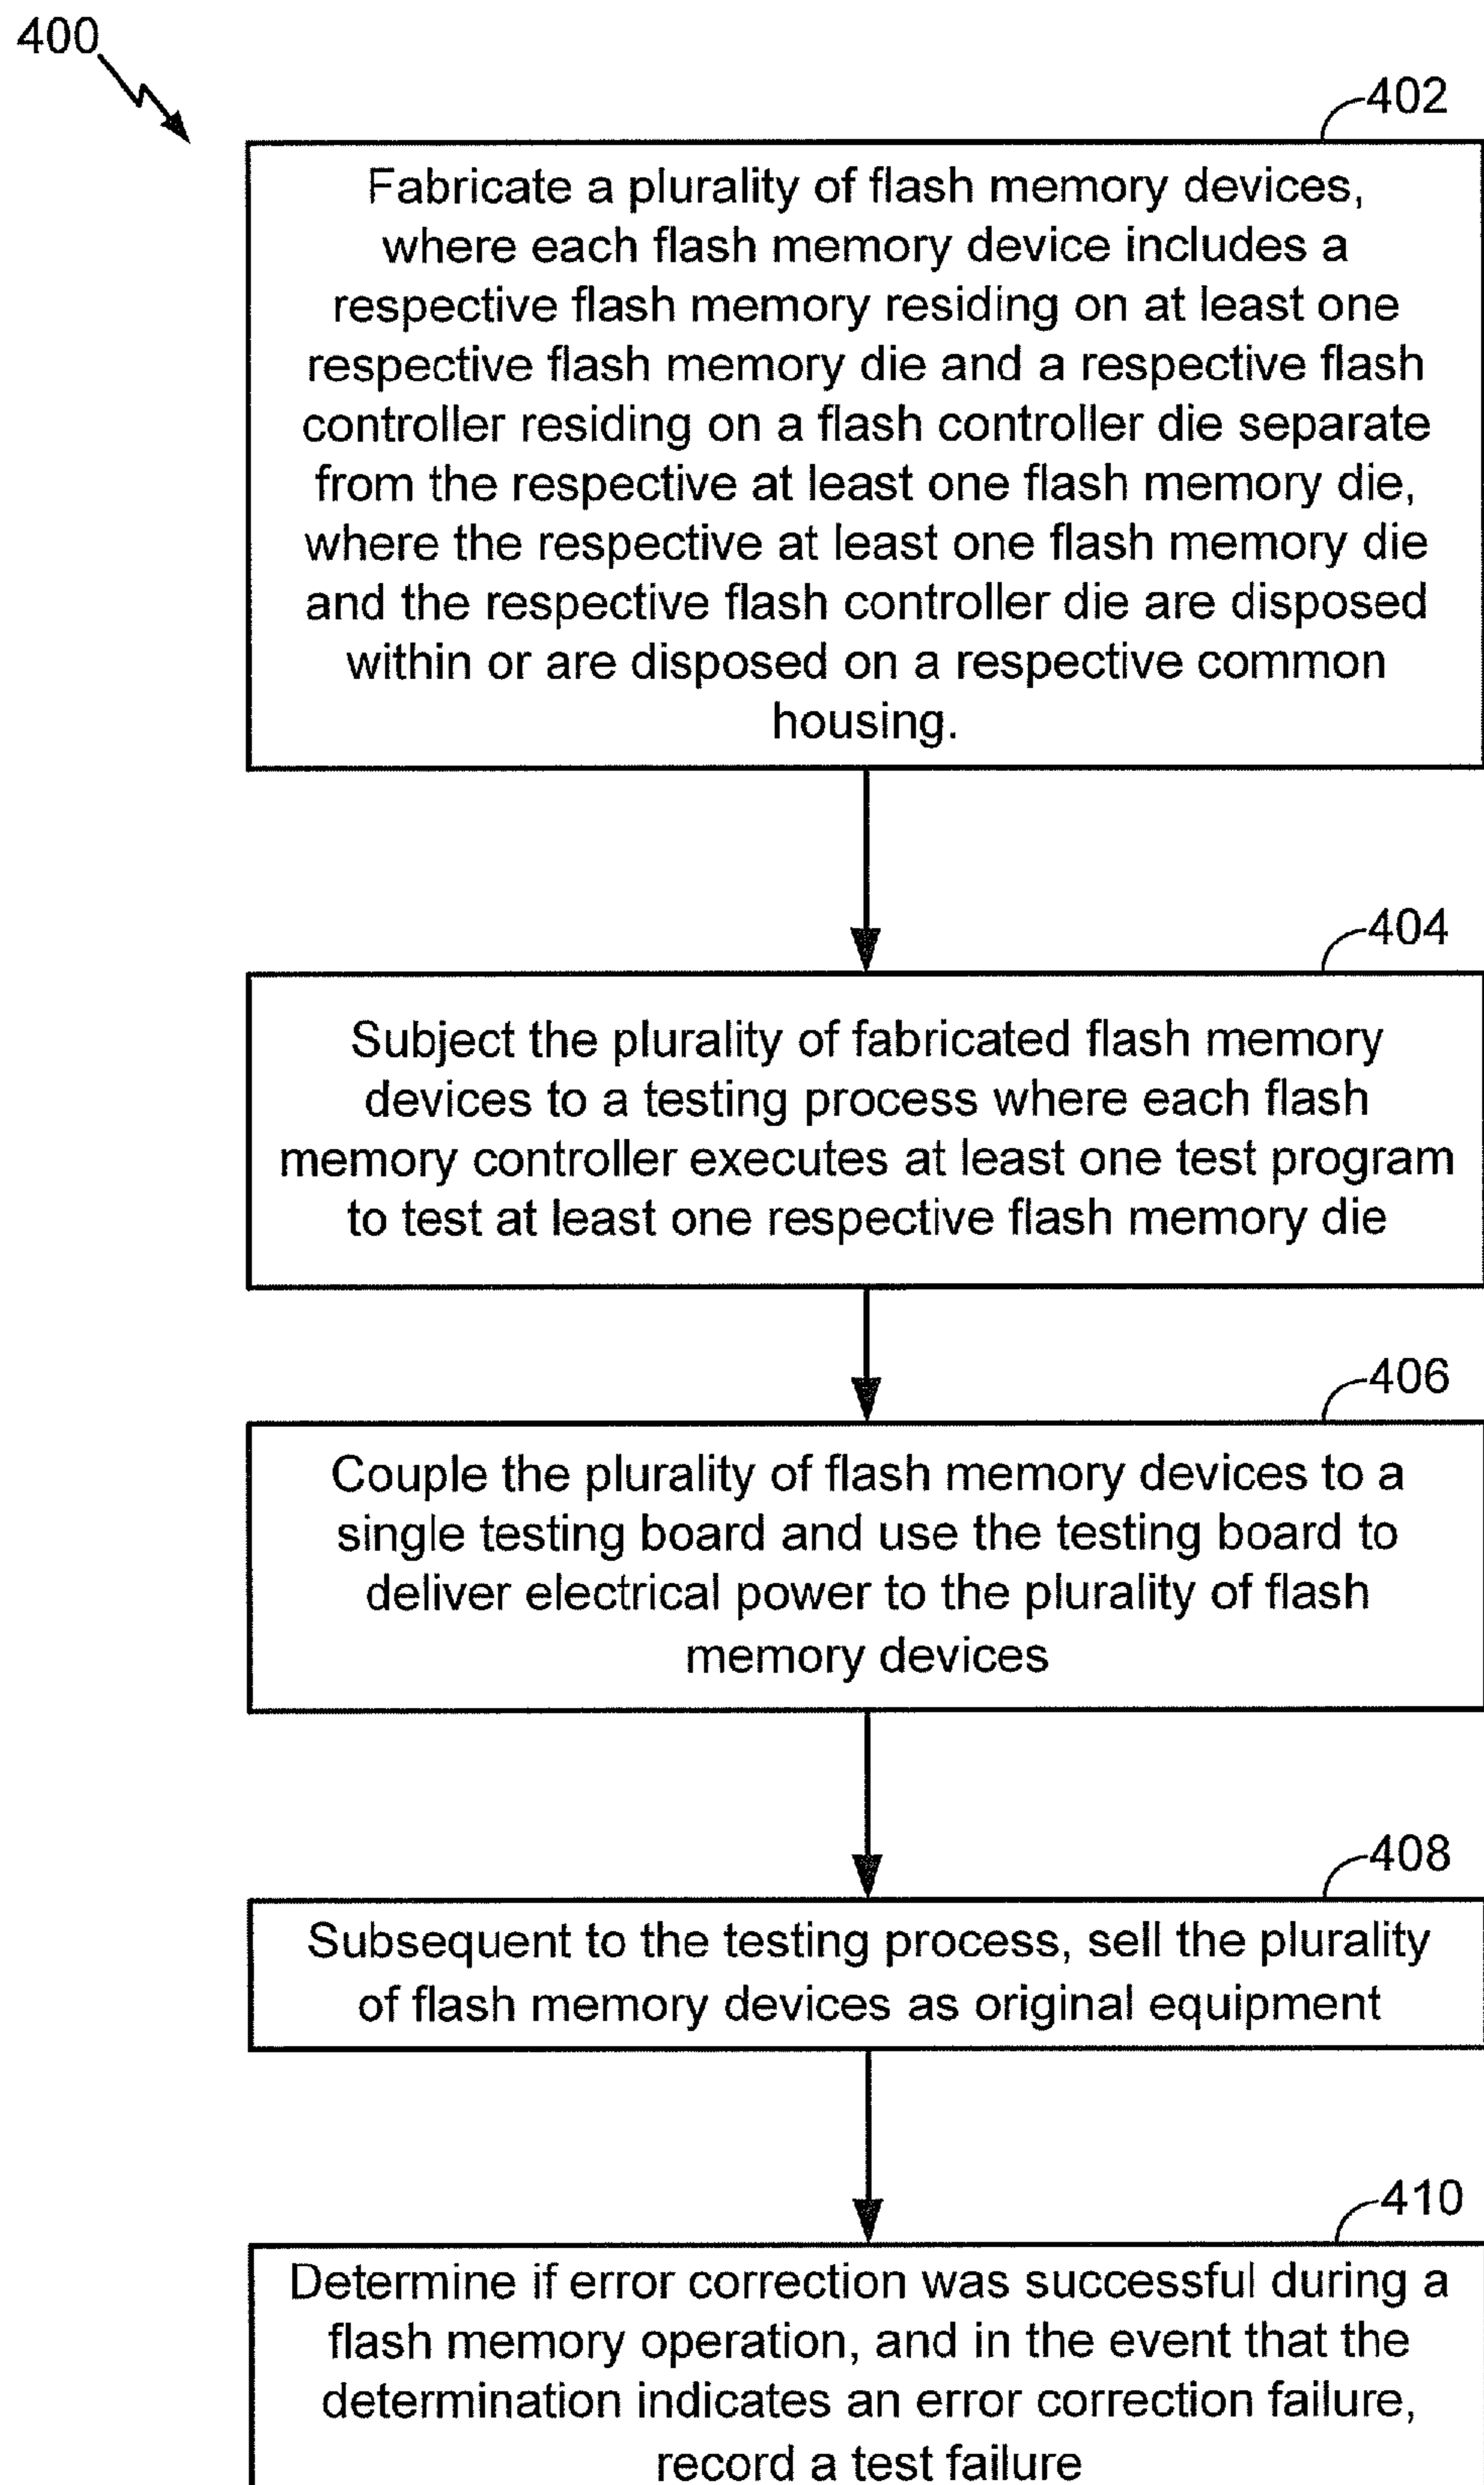 400
402
Fabricate a plurality of flash memory devices,
where each flash memory device includes a
respective flash memory residing on at least one
respective flash memory die and a respective flash
controller residing on a flash controller die separate
from the respective at least one flash memory die,
where the respective at least one flash memory die
and the respective flash controller die are disposed
within or are disposed on a respective common
housing.
404
Subject the plurality of fabricated flash memory
devices to a testing process where each flash
memory controller executes at least one test program
to test at least one respective flash memory die
406
Couple the plurality of flash memory devices to a
single testing board and use the testing board to
deliver electrical power to the plurality of flash
memory devices
408
Subsequent to the testing process, sell the plurality
of flash memory devices as original equipment
410
Determine if error correction was successful during a
flash memory operation, and in the event that the
determination indicates an error correction failure,
record a test failure